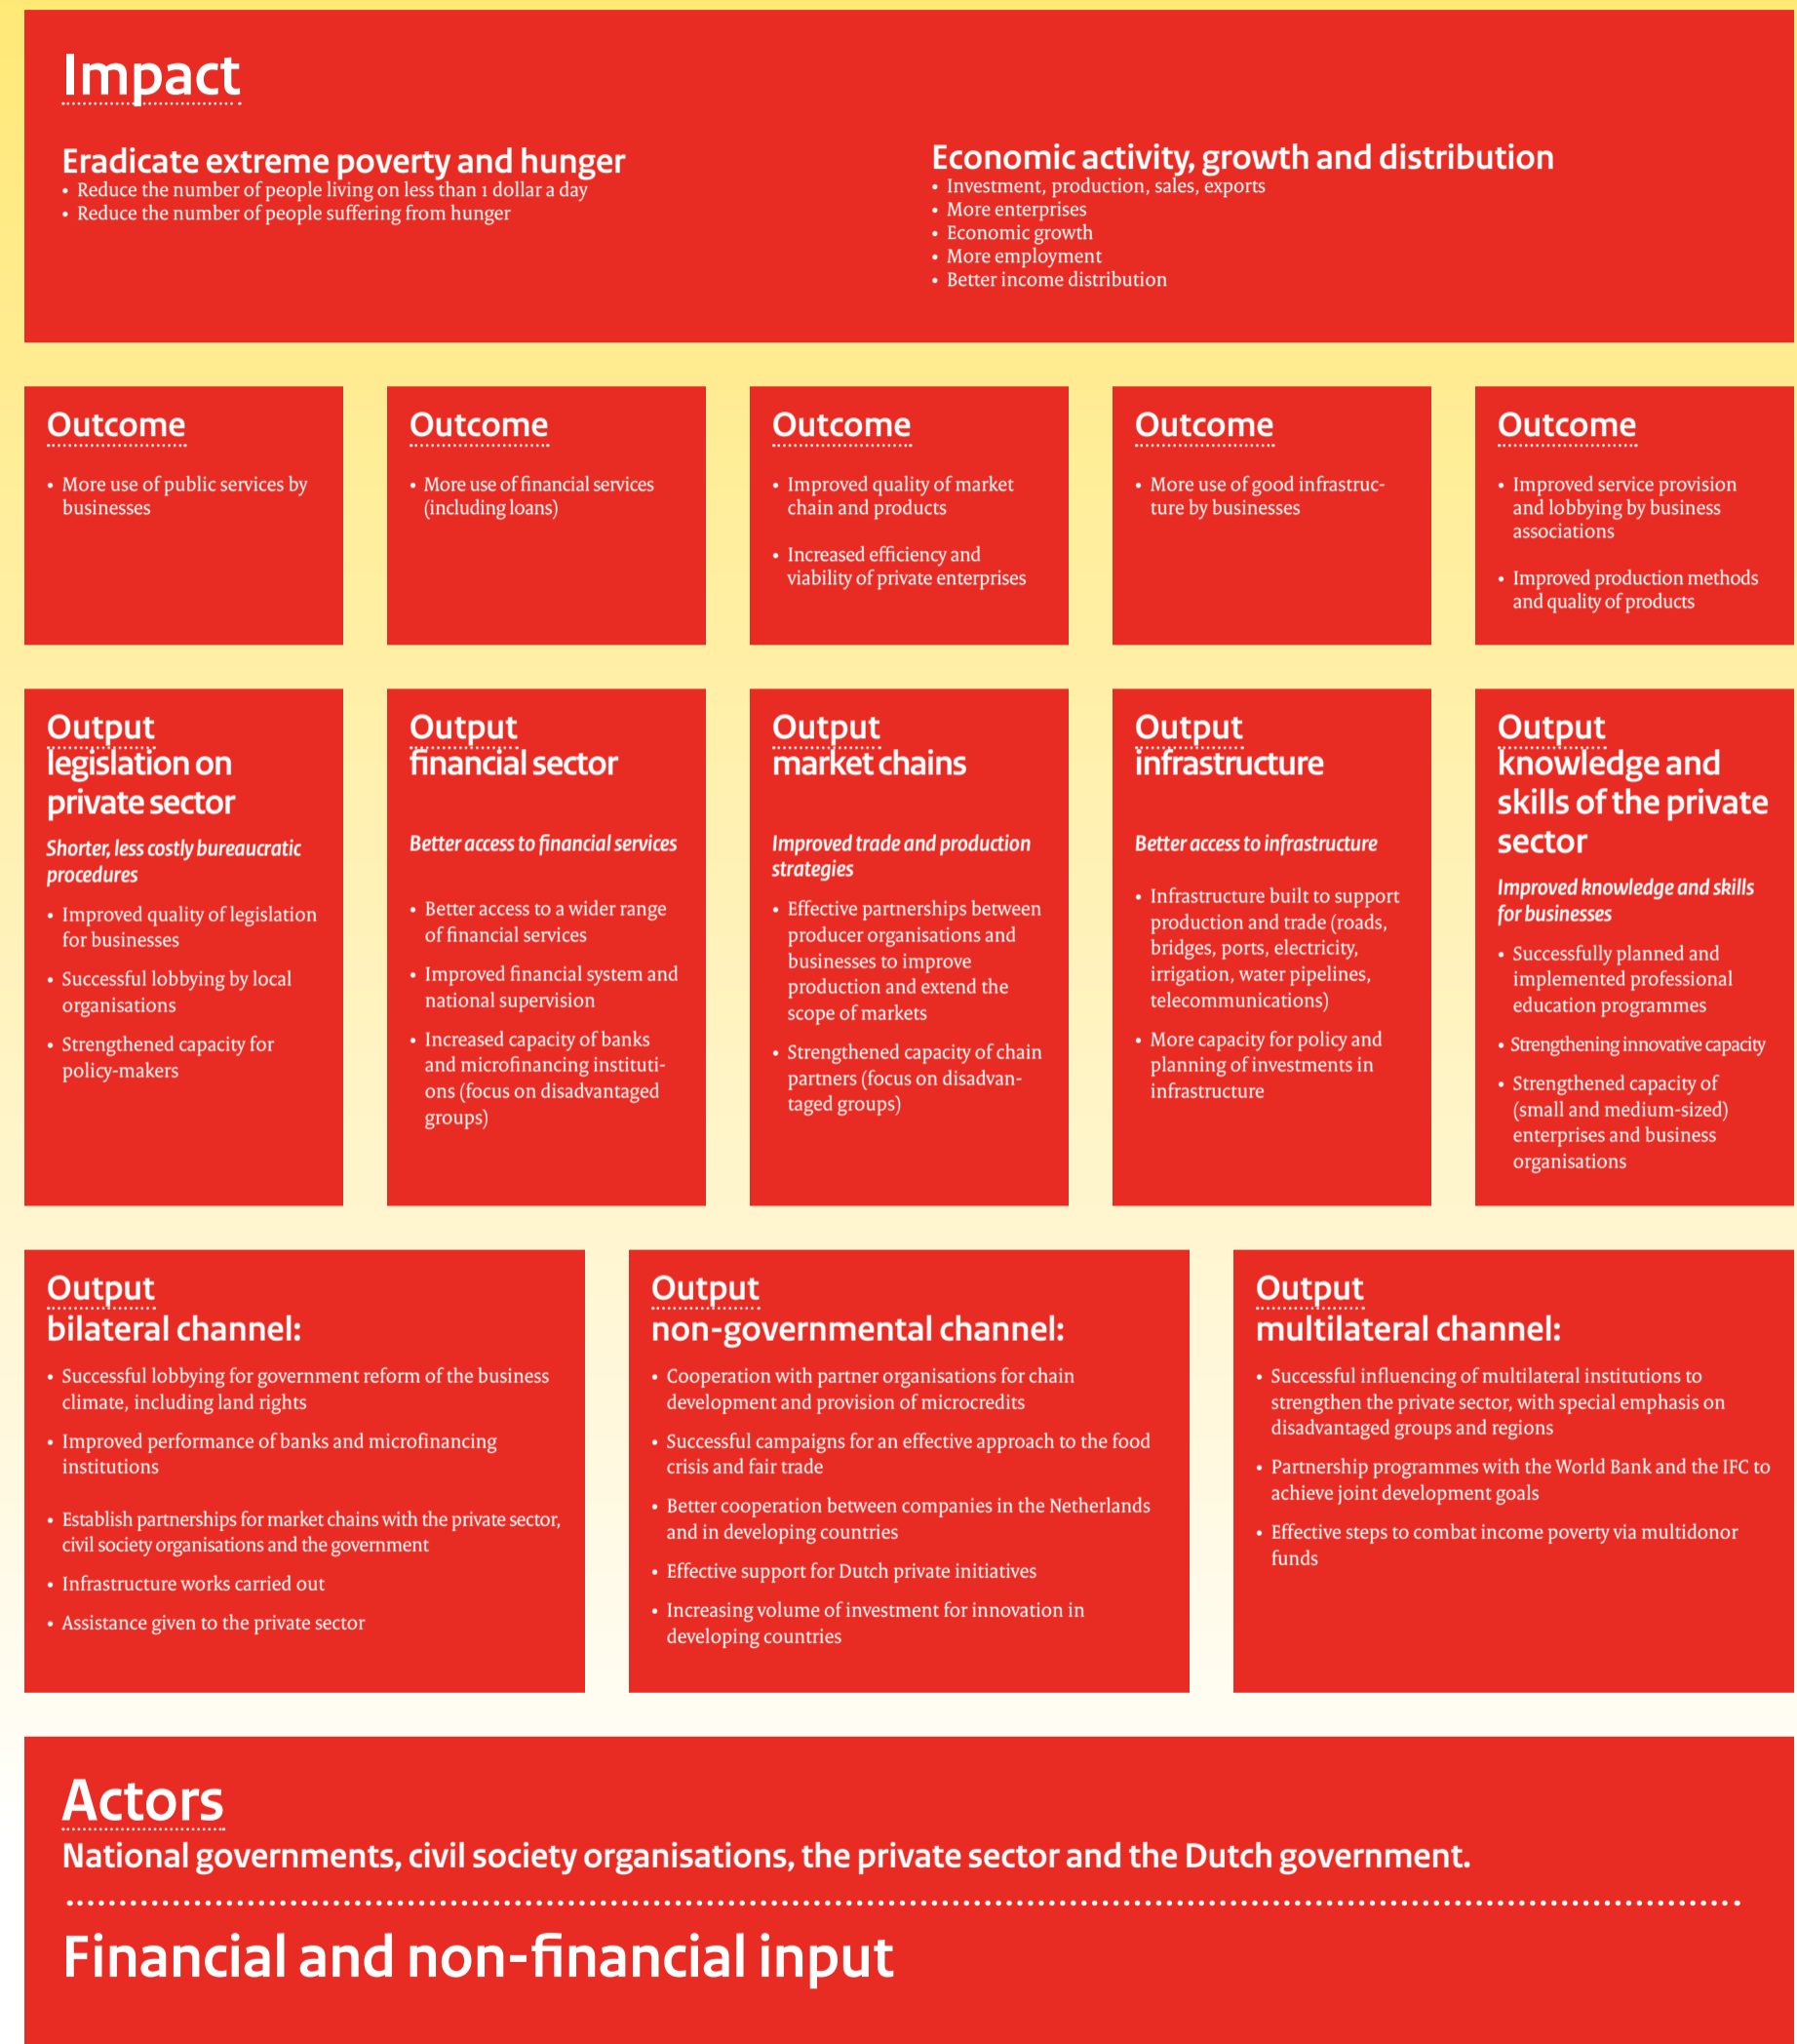 Impact
Eradicate extreme poverty and hunger
• Reduce the number of people living on less than 1 dollar a day
• Reduce the number of people suffering from hunger
Economic activity, growth and distribution
• Investment, production, sales, exports
• More enterprises
• Economic growth
• More employment
• Better income distribution
Outcome
• More use of public services by
businesses
Outcome
• More use of financial services
(including loans)
Outcome
• Improved quality of market
chain and products
• Increased efficiency and
viability of private enterprises
Outcome
• More use of good infrastruc-
ture by businesses
Outcome
• Improved service provision
and lobbying by business
associations
• Improved production methods
and quality of products
Output
legislation on
private sector
Shorter, less costly bureaucratic
procedures
• Improved quality of legislation
for businesses
• Successful lobbying by local
organisations
• Strengthened capacity for
policy-makers
Output
financial sector
Better access to financial services
• Better access to a wider range
of financial services
• Improved financial system and
national supervision
• Increased capacity of banks
and microfinancing instituti-
ons (focus on disadvantaged
groups)
Output
market chains
Improved trade and production
strategies
• Effective partnerships between
producer organisations and
businesses to improve
production and extend the
scope of markets
• Strengthened capacity of chain
partners (focus on disadvan-
taged groups)
Output
infrastructure
Better access to infrastructure
• Infrastructure built to support
production and trade (roads,
bridges, ports, electricity,
irrigation, water pipelines,
telecommunications)
• More capacity for policy and
planning of investments in
infrastructure
Output
knowledge and
skills of the private
sector
Improved knowledge and skills
for businesses
• Successfully planned and
implemented professional
education programmes
• Strengthening innovative capacity
• Strengthened capacity of
(small and medium-sized)
enterprises and business
organisations
Output
bilateral channel:
• Successful lobbying for government reform of the business
climate, including land rights
• Improved performance of banks and microfinancing
institutions
• Establish partnerships for market chains with the private sector,
civil society organisations and the government
• Infrastructure works carried out
• Assistance given to the private sector
Output
non-governmental channel:
• Cooperation with partner organisations for chain
development and provision of microcredits
• Successful campaigns for an effective approach to the food
crisis and fair trade
• Better cooperation between companies in the Netherlands
and in developing countries
• Effective support for Dutch private initiatives
• Increasing volume of investment for innovation in
developing countries
Output
multilateral channel:
• Successful influencing of multilateral institutions to
strengthen the private sector, with special emphasis on
disadvantaged groups and regions
• Partnership programmes with the World Bank and the IFC to
achieve joint development goals
• Effective steps to combat income poverty via multidonor
funds
Actors
National governments, civil society organisations, the private sector and the Dutch government.
Financial and non-financial input